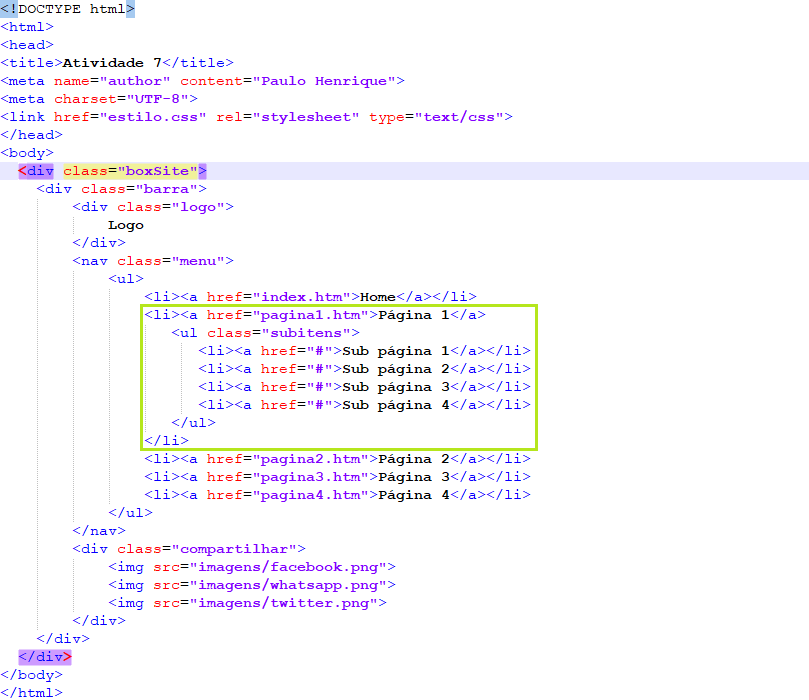 <!DOCTYPE html>
<html>
<head>
<title>Atividade 7</title>
<meta name="author" content="Paulo Henrique">
<meta charset="UTF-8">
<link href="estilo.css" rel="stylesheet" type="text/css">
</head>
<body>
<div class="boxSite">
<div class="barra">
<div class="logo">
Logo
</div>
<nav class="menu">
<ul>
<li><a href="index.htm">Home</a></li>
<li><a href="pagina1.htm">Página 1</a>
<ul class="subitens">
<li><a href="#">Sub página 1</a></li>
<li><a href="#">Sub página 2</a></li>
<li><a href="#">Sub página 3</a></li>
<li><a href="#">Sub página 4</a></li>
</ul>
</li>
<li><a href="pagina2.htm">Página 2</a></li>
<li><a href="pagina3.htm">Página 3</a></li>
<li><a href="pagina4.htm">Página 4</a></li>
</ul>
</nav>
<div class="compartilhar">
<img src="imagens/facebook.png">
<img src="imagens/whatsapp.png">
<img src="imagens/twitter.png">
</div>
</div>
</div>
</body>
</html>